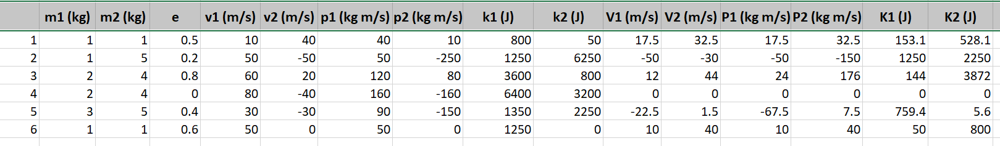 m1 (kg) m2 (kg) e v1 (m/s) v2 (m/s) p1 (kg m/s) p2 (kg m/s) k1 (J) k2 (J) V1 (m/s) V2 (m/s) P1 (kg m/s) P2 (kg m/s) K1 (J) K2 (J)
1 1 1 0.5 10 40 40 10 800 50 17.5 32.5 17.5 32.5 153.1 528.1
2 1 5 0.2 50 -50 50 -250 1250 6250 -50 -30 -50 -150 1250 2250
3 2 4 0.8 60 20 120 80 3600 800 12 44 24 176 144 3872
4 2 4 0 80 -40 160 -160 6400 3200 0 0 0 0 0 0
5 3 5 0.4 30 -30 90 -150 1350 2250 -22.5 1.5 -67.5 7.5 759.4 5.6
6 1 1 0.6 50 0 50 0 1250 0 10 40 10 40 50 800